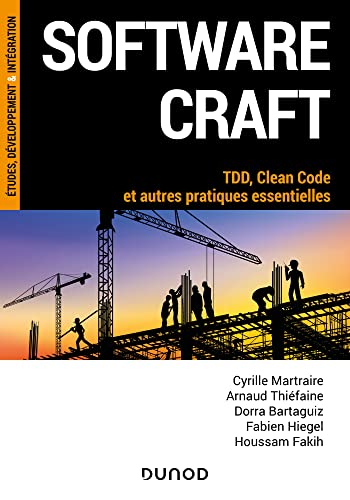 ÉTUDES, DÉVELOPPEMENT & INTÉGRATION
SOFTWARE
CRAFT
TDD, Clean Code
et autres pratiques essentielles
Cyrille Martraire
Arnaud Thiéfaine
Dorra Bartaguiz
Fabien Hiegel
Houssam Fakih
DUNOD